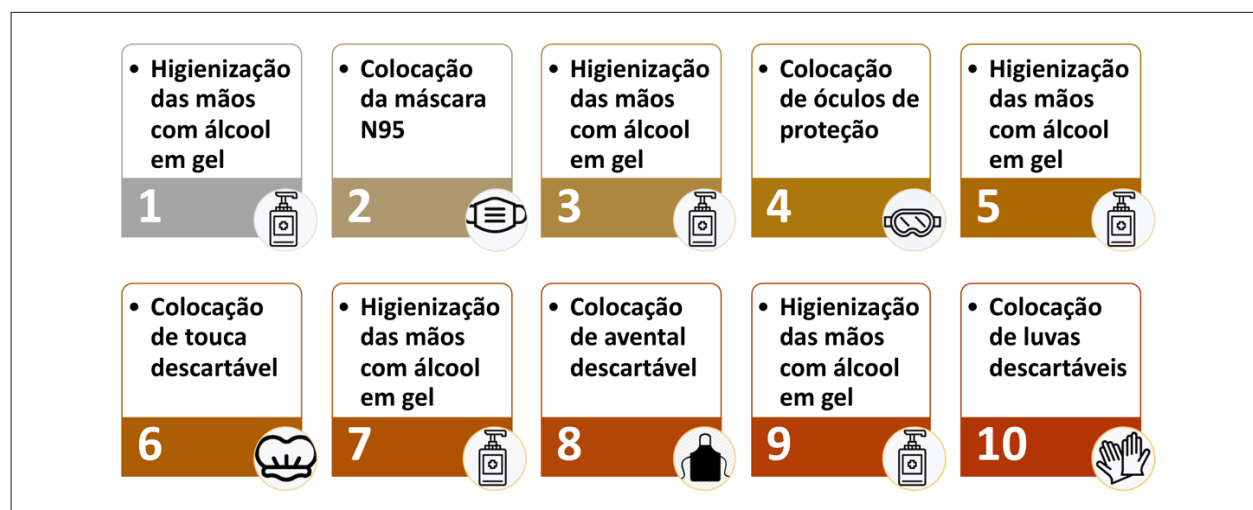 • Higienização
das mãos
com álcool
em gel
1
• Colocação
da máscara
N95
2
• Higienização
das mãos
com álcool
em gel
3
• Colocação
de óculos de
proteção
4
• Higienização
das mãos
com álcool
em gel
5
• Colocação
de touca
descartável
6
• Higienização
das mãos
com álcool
em gel
7
• Colocação
de avental
descartável
8
• Higienização
das mãos
com álcool
em gel
9
• Colocação
de luvas
descartáveis
10